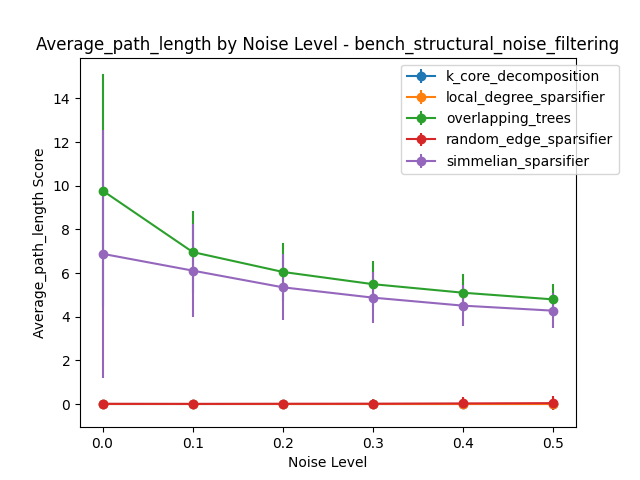 Average_path_length by Noise Level - bench_structural_noise_filtering
k_core_decomposition
local_degree_sparsifier
overlapping_trees
random_edge_sparsifier
simmelian_sparsifier
Average_path_length Score
14
12
10
8
6
4
2
0
0.0 0.1 0.2 0.3 0.4 0.5
Noise Level